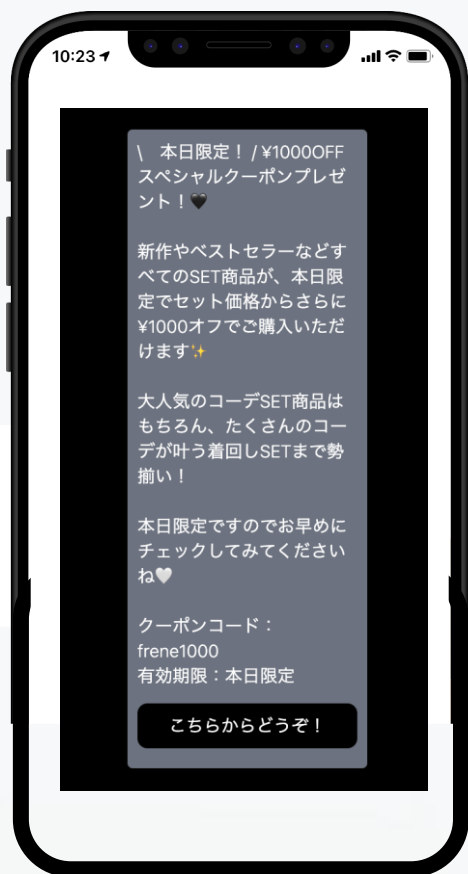 10:23
\ 本日限定！ / ¥1000OFF
スペシャルクーポンプレゼ
ント！🖤
新作やベストセラーなどす
べてのSET商品が、本日限
定でセット価格からさらに
¥1000オフでご購入いただ
けます✨
大人気のコーデSET商品は
もちろん、たくさんのコー
デが叶う着回しSETまで勢
揃い！
本日限定ですのでお早めに
チェックしてみてください
ね🤍
クーポンコード：
frene1000
有効期限：本日限定
こちらからどうぞ！